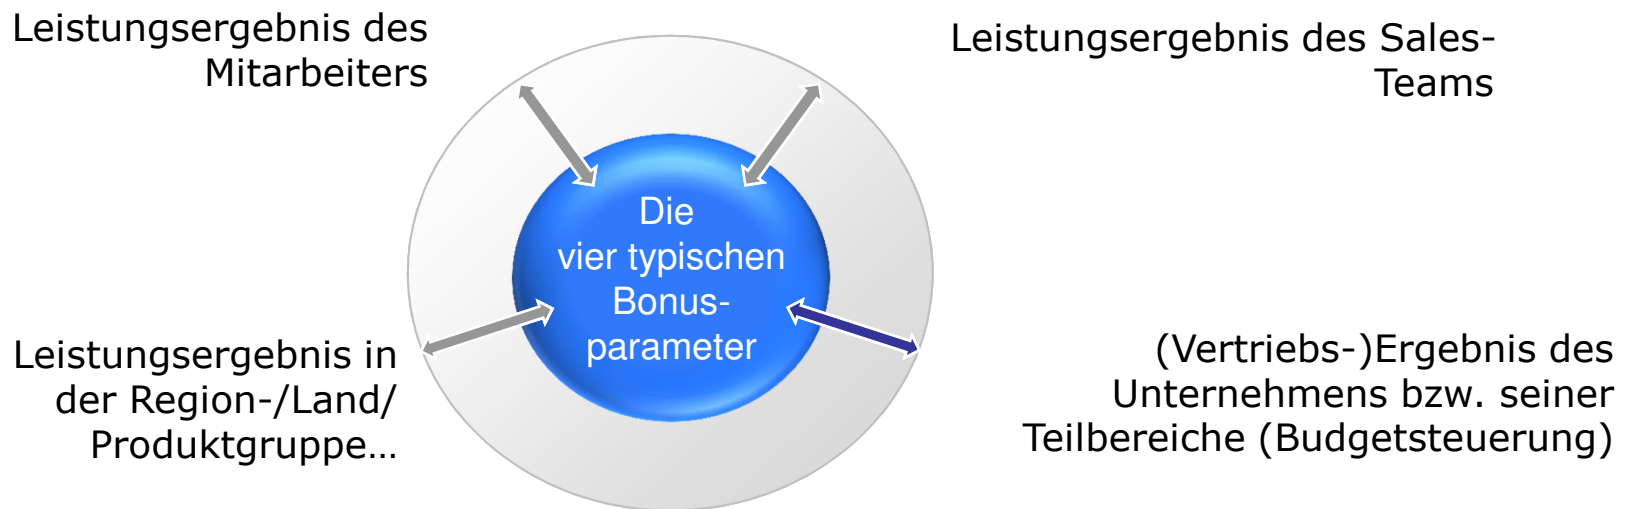 Leistungsergebnis des
Mitarbeiters
Leistungsergebnis des Sales-
Teams
Die
vier typischen
Bonus-
parameter
Leistungsergebnis in
der Region-/Land/
Produktgruppe…
(Vertriebs-)Ergebnis des
Unternehmens bzw. seiner
Teilbereiche (Budgetsteuerung)